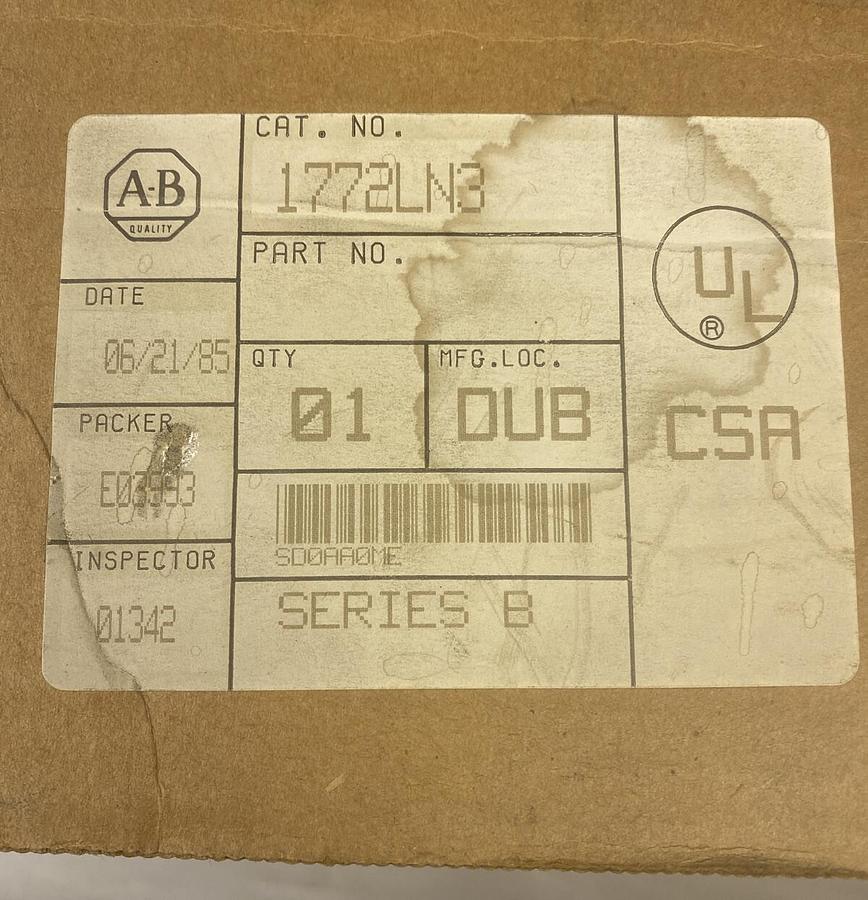 A-B
QUALITY
DATE
06/21/85
PACKER
INSPECTOR
01342
CAT. NO.
1772LN3
PART NO.
QTY
01
MFG.LOC.
DUB
SD0AA0ME
SERIES B
UL
®
CSA